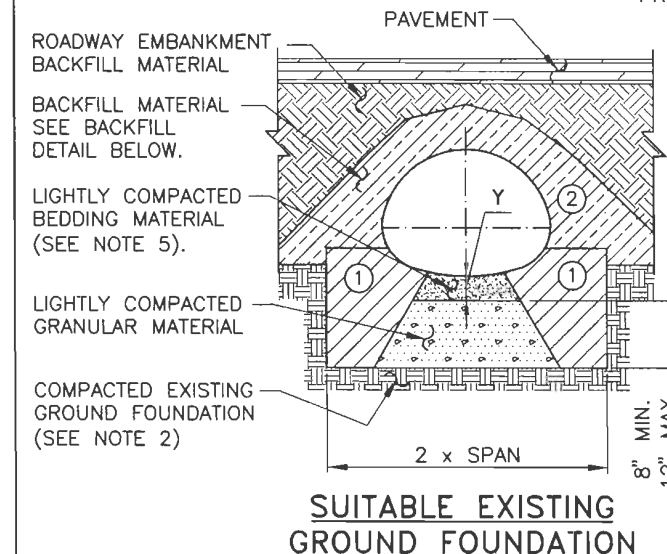 PAVEMENT
ROADWAY EMBANKMENT
BACKFILL MATERIAL
BACKFILL MATERIAL
SEE BACKFILL
DETAIL BELOW.
LIGHTLY COMPACTED
BEDDING MATERIAL
(SEE NOTE 5).
LIGHTLY COMPACTED
GRANULAR MATERIAL
COMPACTED EXISTING
GROUND FOUNDATION
(SEE NOTE 2)
Y
2
1
1
2 x SPAN
8" MIN.
SUITABLE EXISTING
GROUND FOUNDATION